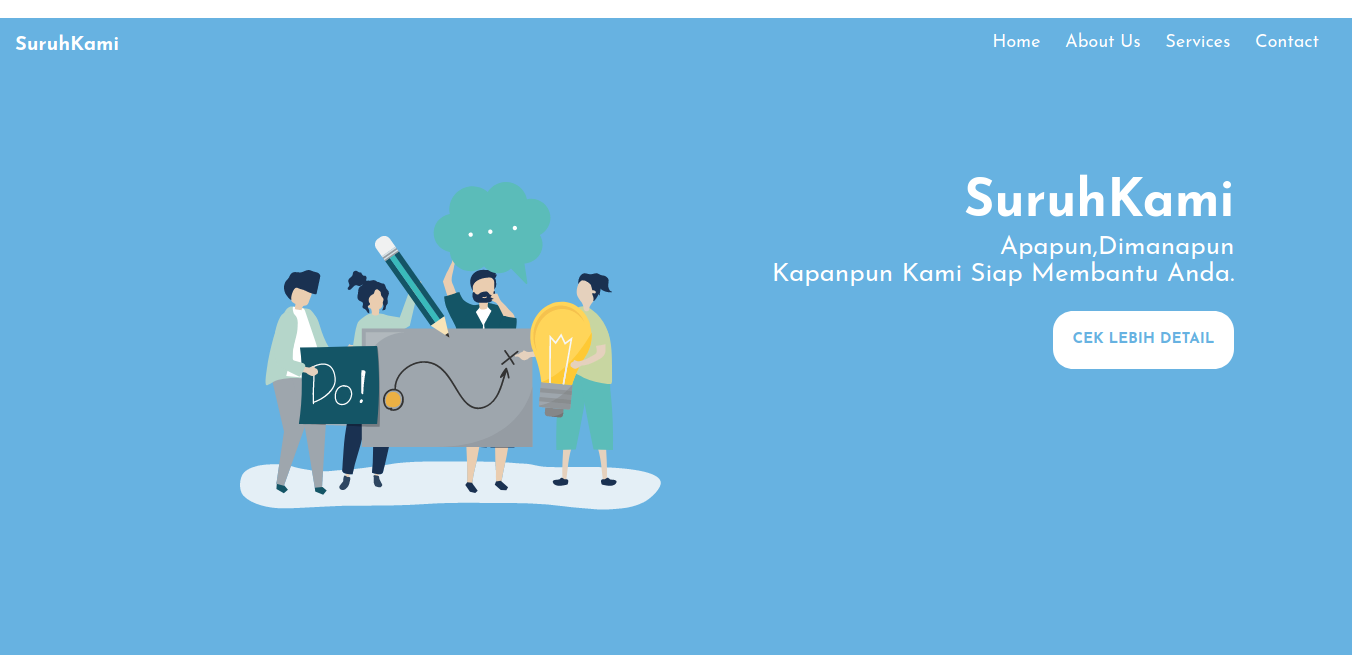 SuruhKami
Home About Us Services Contact
SuruhKami
Apapun,Dimanapun
Kapanpun Kami Siap Membantu Anda.
CEK LEBIH DETAIL
Do!